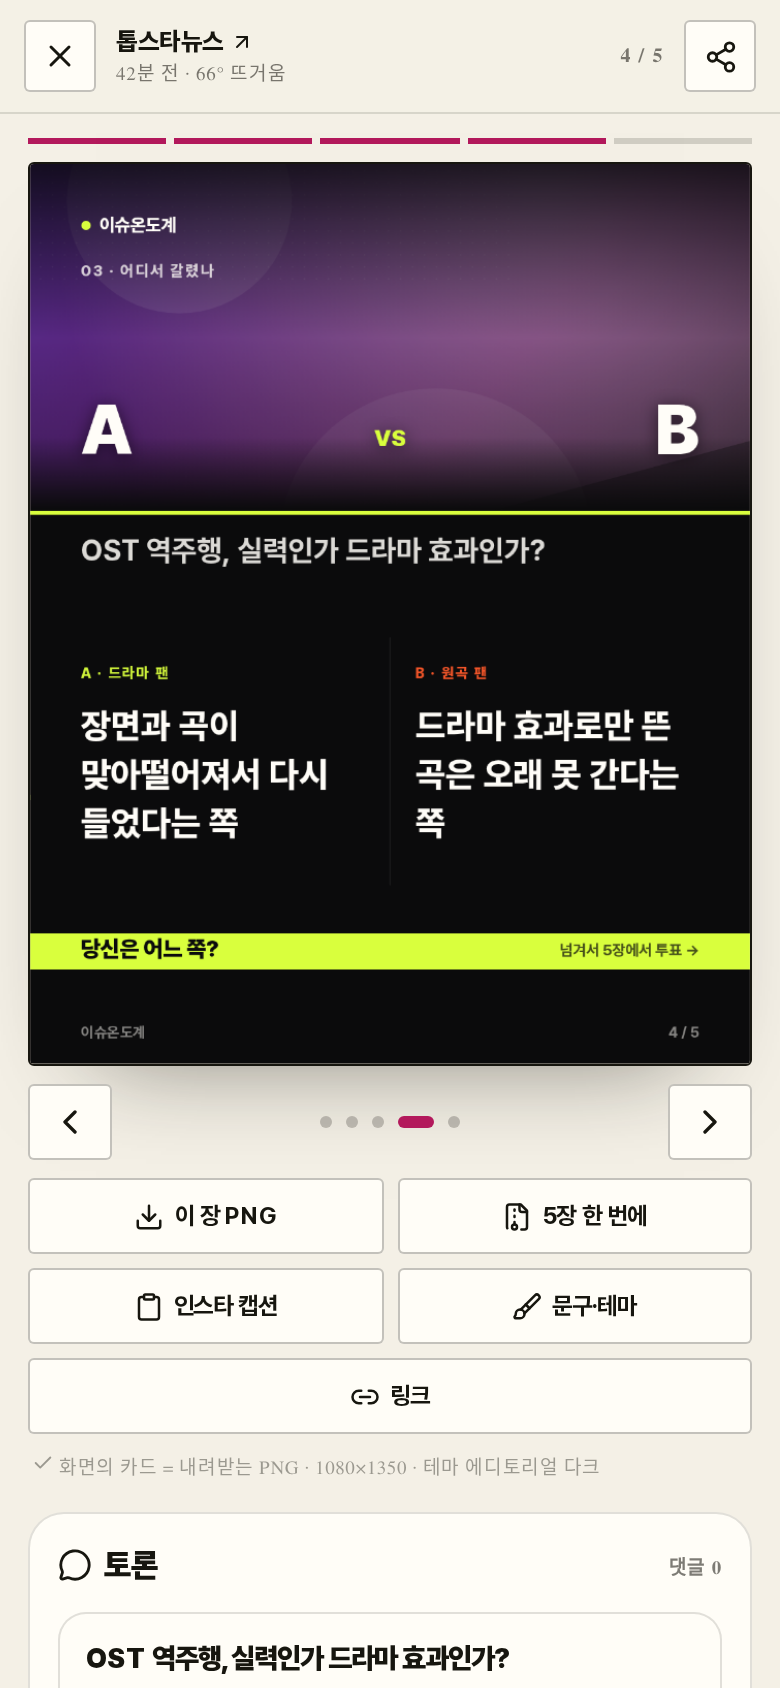 톱스타뉴스
42분 전 · 66° 뜨거움
4 / 5
이슈온도계
03 · 어디서 갈렸나
A vs B
OST 역주행, 실력인가 드라마 효과인가?
A · 드라마 팬
장면과 곡이
맞아떨어져서 다시
들었다는 쪽
B · 원곡 팬
드라마 효과로만 뜬
곡은 오래 못 간다는
쪽
당신은 어느 쪽?
넘겨서 5장에서 투표 →
이슈온도계
4 / 5
이 장 PNG
5장 한 번에
인스타 캡션
문구·테마
링크
화면의 카드 = 내려받는 PNG · 1080×1350 · 테마 에디토리얼 다크
토론
댓글 0
OST 역주행, 실력인가 드라마 효과인가?